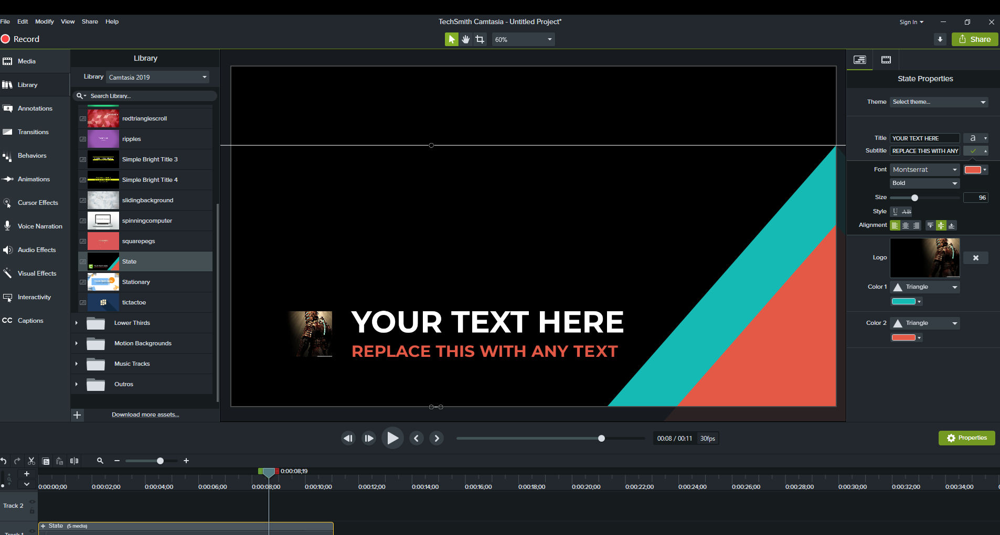 File Edit Modify View Share Help
TechSmith Camtasia - Untitled Project*
Sign In
Record
60%
Share
Media
Library
Annotations
Transitions
Behaviors
Animations
Cursor Effects
Voice Narration
Audio Effects
Visual Effects
Interactivity
CC Captions
Library
Library Camtasia 2019
Search Library...
redtrianglescroll
ripples
Simple Bright Title 3
Simple Bright Title 4
slidingbackground
spinningcomputer
squarepegs
State
Stationary
tictactoe
Lower Thirds
Motion Backgrounds
Music Tracks
Outros
Download more assets...
YOUR TEXT HERE
REPLACE THIS WITH ANY TEXT
State Properties
Theme Select theme...
Title YOUR TEXT HERE a
Subtitle REPLACE THIS WITH ANY
Font Montserrat
Bold
Size 96
Style U AB
Alignment
Logo
Color 1 Triangle
Color 2 Triangle
00:08 / 00:11 30fps
Properties
0:00:08;19
0:00:00;00 0:00:02;00 0:00:04;00 0:00:06;00 0:00:08;00 0:00:10;00 0:00:12;00 0:00:14;00 0:00:16;00 0:00:18;00 0:00:20;00 0:00:22;00 0:00:24;00 0:00:26;00 0:00:28;00 0:00:30;00 0:00:32;00 0:00:34;00
Track 2
+ State (5 media)
Track 1